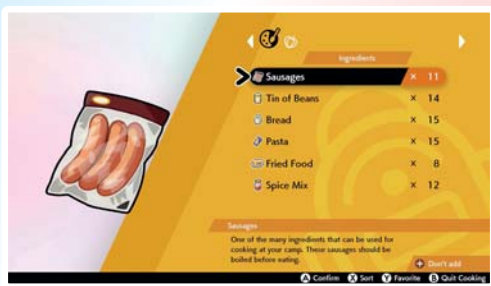 Ingredients
Sausages × 11
Tin of Beans × 14
Bread × 15
Pasta × 15
Fried Food × 8
Spice Mix × 12
Sausages
One of the many ingredients that can be used for
cooking at your camp. These sausages should be
boiled before eating.
+ Don't add
A Confirm X Sort Y Favorite B Quit Cooking